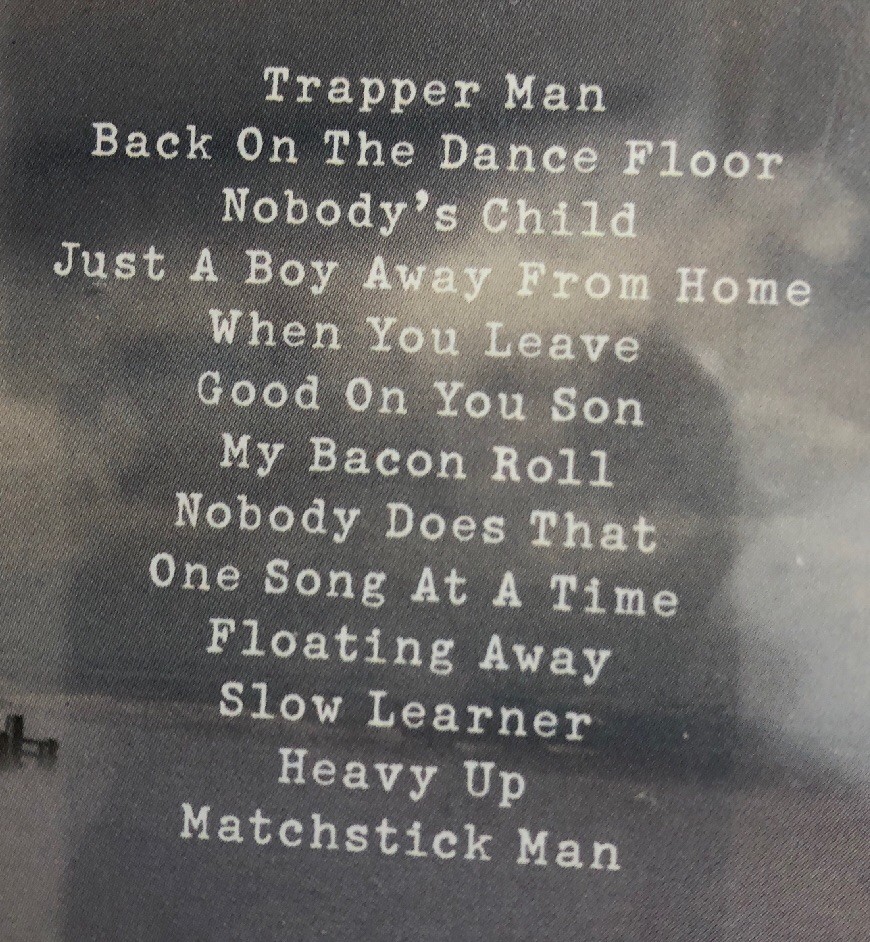 Trapper Man
Back On The Dance Floor
Nobody's Child
Just A Boy Away From Home
When You Leave
Good On You Son
My Bacon Roll
Nobody Does That
One Song At A Time
Floating Away
Slow Learner
Heavy Up
Matchstick Man